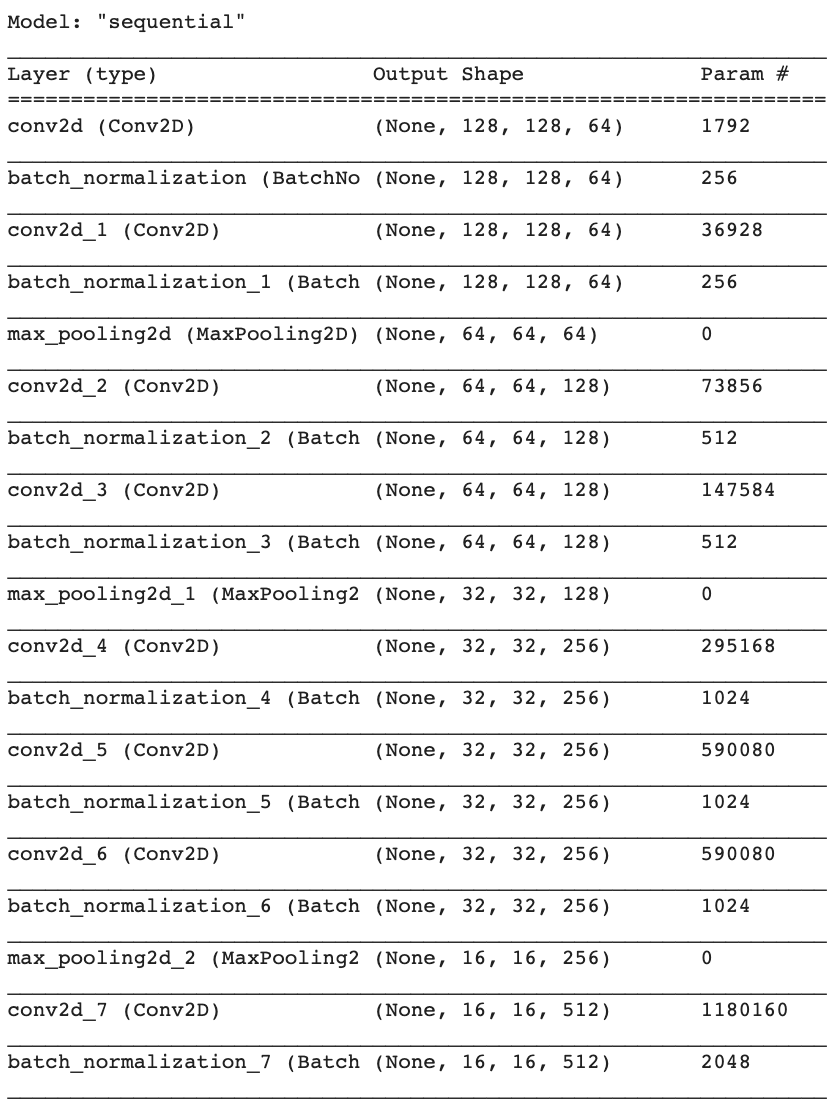 Model: "sequential"
Layer (type) Output Shape Param #
conv2d (Conv2D) (None, 128, 128, 64) 1792
batch_normalization (BatchNo (None, 128, 128, 64) 256
conv2d_1 (Conv2D) (None, 128, 128, 64) 36928
batch_normalization_1 (Batch (None, 128, 128, 64) 256
max_pooling2d (MaxPooling2D) (None, 64, 64, 64) 0
conv2d_2 (Conv2D) (None, 64, 64, 128) 73856
batch_normalization_2 (Batch (None, 64, 64, 128) 512
conv2d_3 (Conv2D) (None, 64, 64, 128) 147584
batch_normalization_3 (Batch (None, 64, 64, 128) 512
max_pooling2d_1 (MaxPooling2 (None, 32, 32, 128) 0
conv2d_4 (Conv2D) (None, 32, 32, 256) 295168
batch_normalization_4 (Batch (None, 32, 32, 256) 1024
conv2d_5 (Conv2D) (None, 32, 32, 256) 590080
batch_normalization_5 (Batch (None, 32, 32, 256) 1024
conv2d_6 (Conv2D) (None, 32, 32, 256) 590080
batch_normalization_6 (Batch (None, 32, 32, 256) 1024
max_pooling2d_2 (MaxPooling2 (None, 16, 16, 256) 0
conv2d_7 (Conv2D) (None, 16, 16, 512) 1180160
batch_normalization_7 (Batch (None, 16, 16, 512) 2048